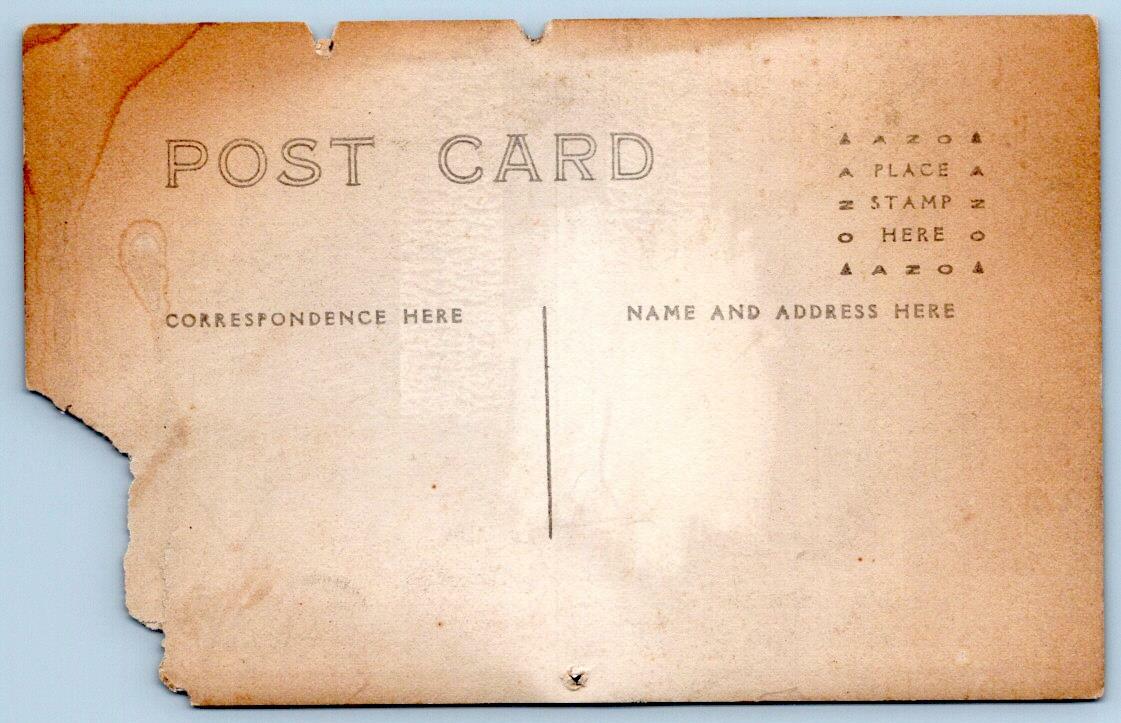 POST CARD
▲ AZO ▲
A PLACE A
N STAMP N
O HERE O
▲ AZO ▲
CORRESPONDENCE HERE
NAME AND ADDRESS HERE